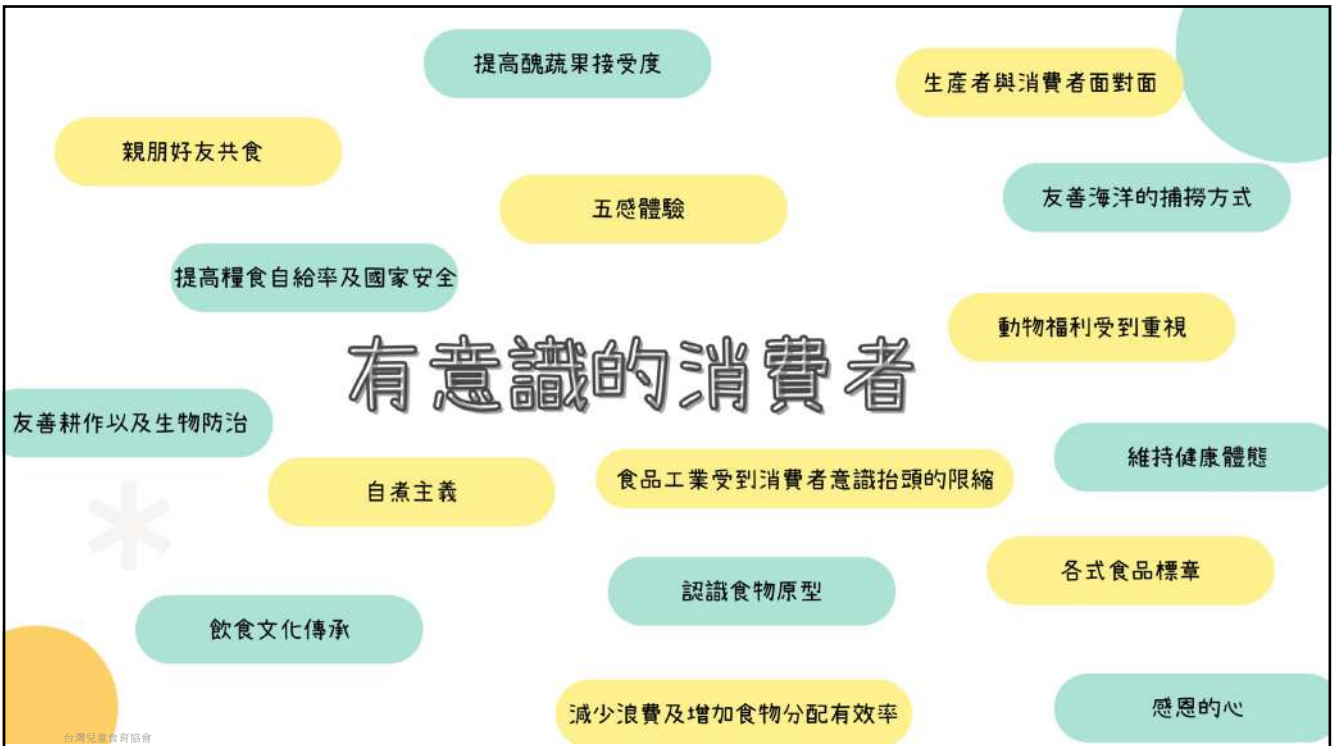 提高醜蔬果接受度
生產者與消費者面對面
親朋好友共食
五感體驗
友善海洋的捕撈方式
提高糧食自給率及國家安全
動物福利受到重視
有意識的消費者
友善耕作以及生物防治
維持健康體態
食品工業受到消費者意識抬頭的限縮
自煮主義
各式食品標章
認識食物原型
飲食文化傳承
減少浪費及增加食物分配有效率
感恩的心
台灣兒童食育協會